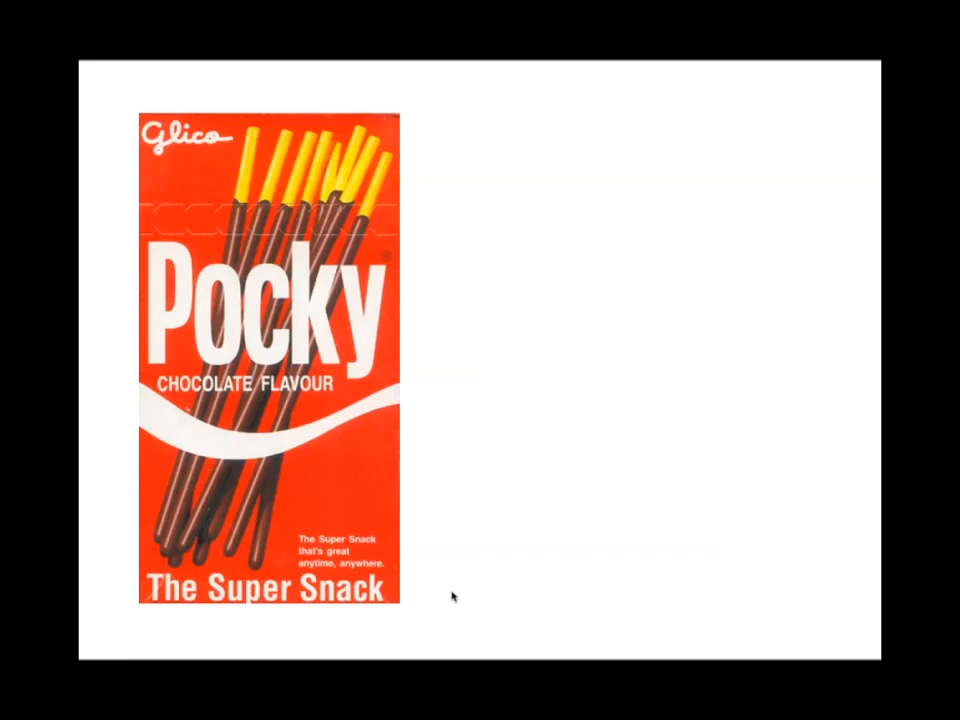 Glico
Pocky
CHOCOLATE FLAVOUR
The Super Snack
that's great
anytime, anywhere.
The Super Snack